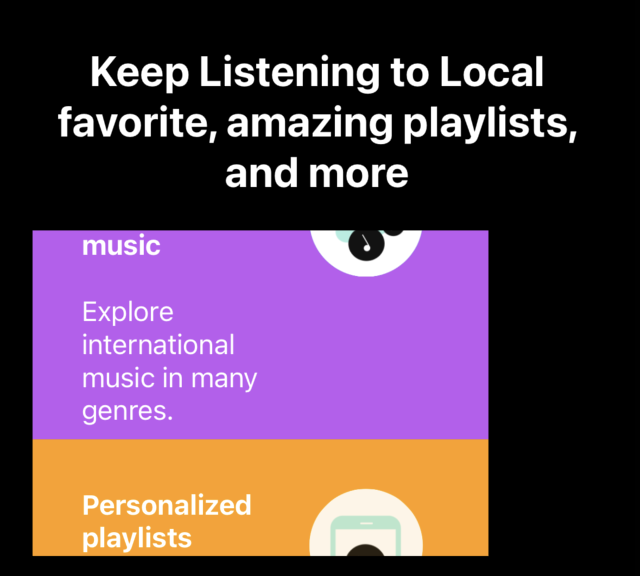 Keep Listening to Local
favorite, amazing playlists,
and more
music
Explore
international
music in many
genres.
Personalized
playlists